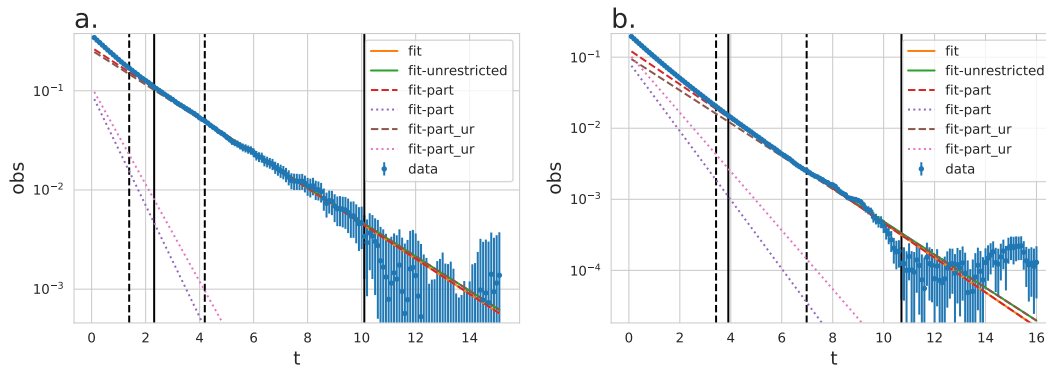 a.
10⁻¹
10⁻²
10⁻³
obs
0 2 4 6 8 10 12 14
t
fit
fit-unrestricted
fit-part
fit-part
fit-part_ur
fit-part_ur
data
b.
10⁻¹
10⁻²
10⁻³
10⁻⁴
obs
0 2 4 6 8 10 12 14 16
t
fit
fit-unrestricted
fit-part
fit-part
fit-part_ur
fit-part_ur
data